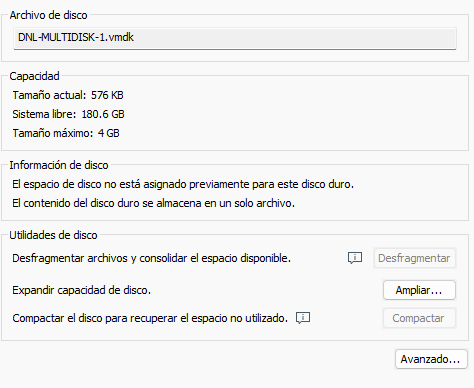 Archivo de disco
DNL-MULTIDISK-1.vmdk
Capacidad
Tamaño actual: 576 KB
Sistema libre: 180.6 GB
Tamaño máximo: 4 GB
Información de disco
El espacio de disco no está asignado previamente para este disco duro.
El contenido del disco duro se almacena en un solo archivo.
Utilidades de disco
Desfragmentar archivos y consolidar el espacio disponible. Desfragmentar
Expandir capacidad de disco. Ampliar...
Compactar el disco para recuperar el espacio no utilizado. Compactar
Avanzado...